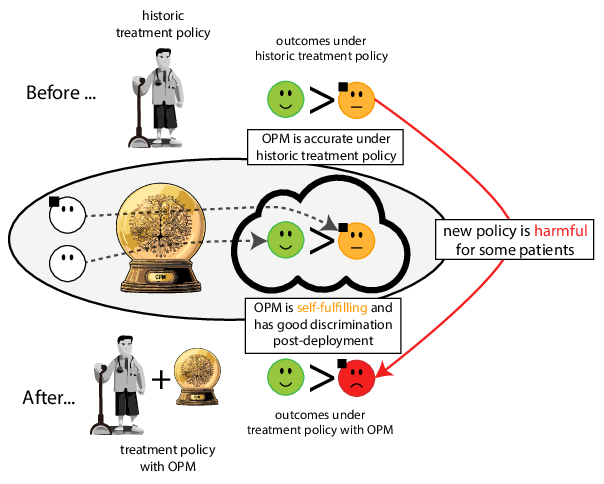 historic
treatment policy
outcomes under
historic treatment policy
Before ...
>
OPM is accurate under
historic treatment policy
OPM
>
new policy is harmful
for some patients
OPM is self-fulfilling and
has good discrimination
post-deployment
After...
+
>
treatment policy
with OPM
outcomes under
treatment policy with OPM